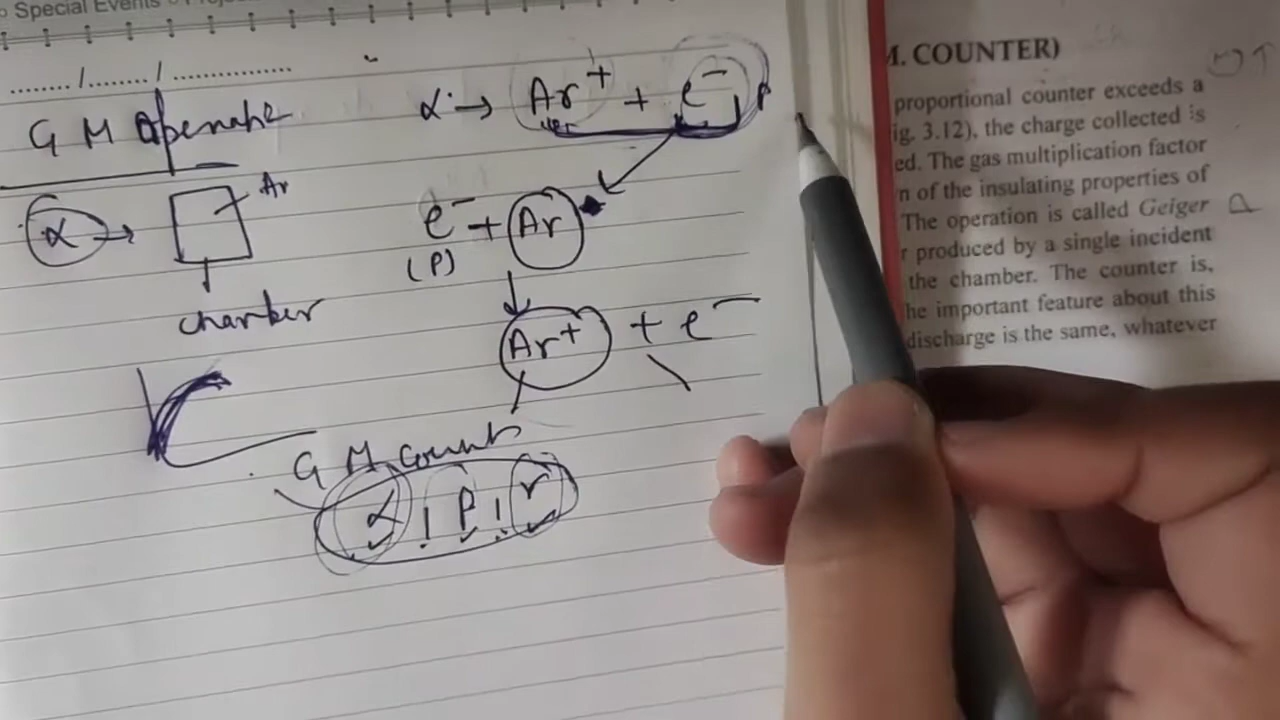 Special Events
......../......../................
G M Operate
α → Ar⁺ + e⁻
α → Ar
chamber
e⁻ + Ar
(P)
Ar⁺ + e⁻
G M Count
α, β, γ
M. COUNTER)
proportional counter exceeds a
ig. 3.12), the charge collected is
ed. The gas multiplication factor
n of the insulating properties of
The operation is called Geiger
r produced by a single incident
the chamber. The counter is,
he important feature about this
discharge is the same, whatever